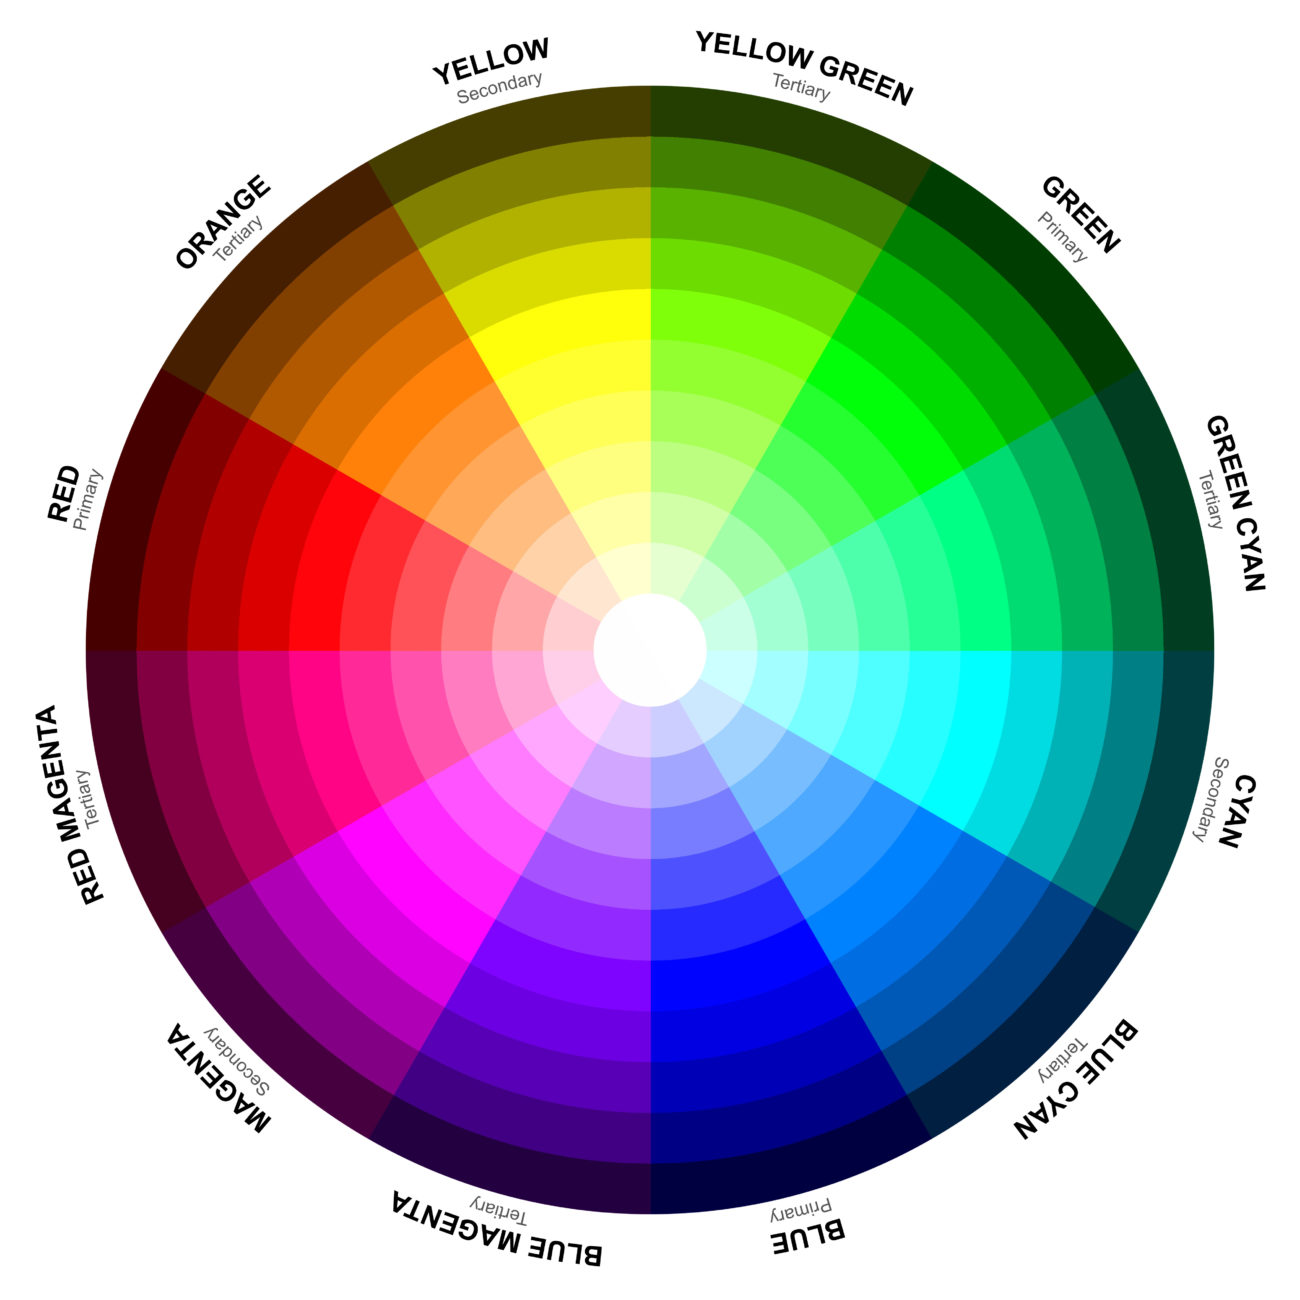 YELLOW
Secondary
YELLOW GREEN
Tertiary
GREEN
Primary
GREEN CYAN
Tertiary
CYAN
Secondary
BLUE CYAN
Tertiary
BLUE
Primary
BLUE MAGENTA
Tertiary
MAGENTA
Secondary
RED MAGENTA
Tertiary
RED
Primary
ORANGE
Tertiary